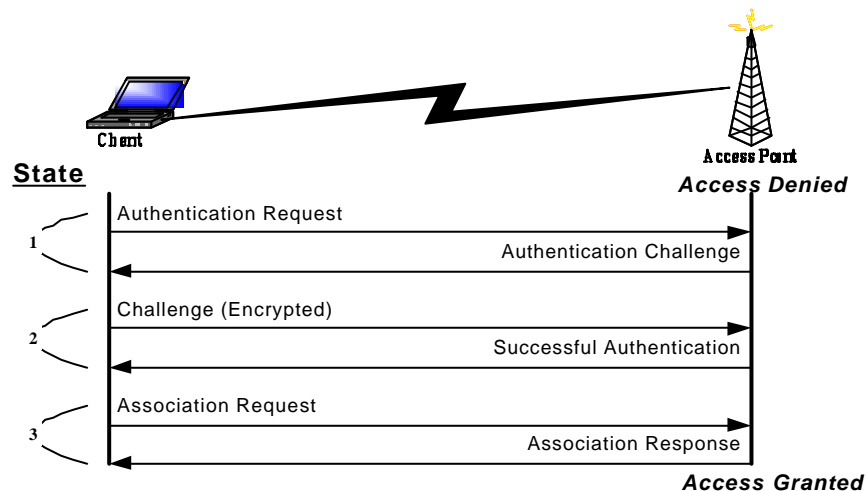 Client
Access Point
State
Access Denied
Authentication Request
1
Authentication Challenge
Challenge (Encrypted)
2
Successful Authentication
Association Request
3
Association Response
Access Granted